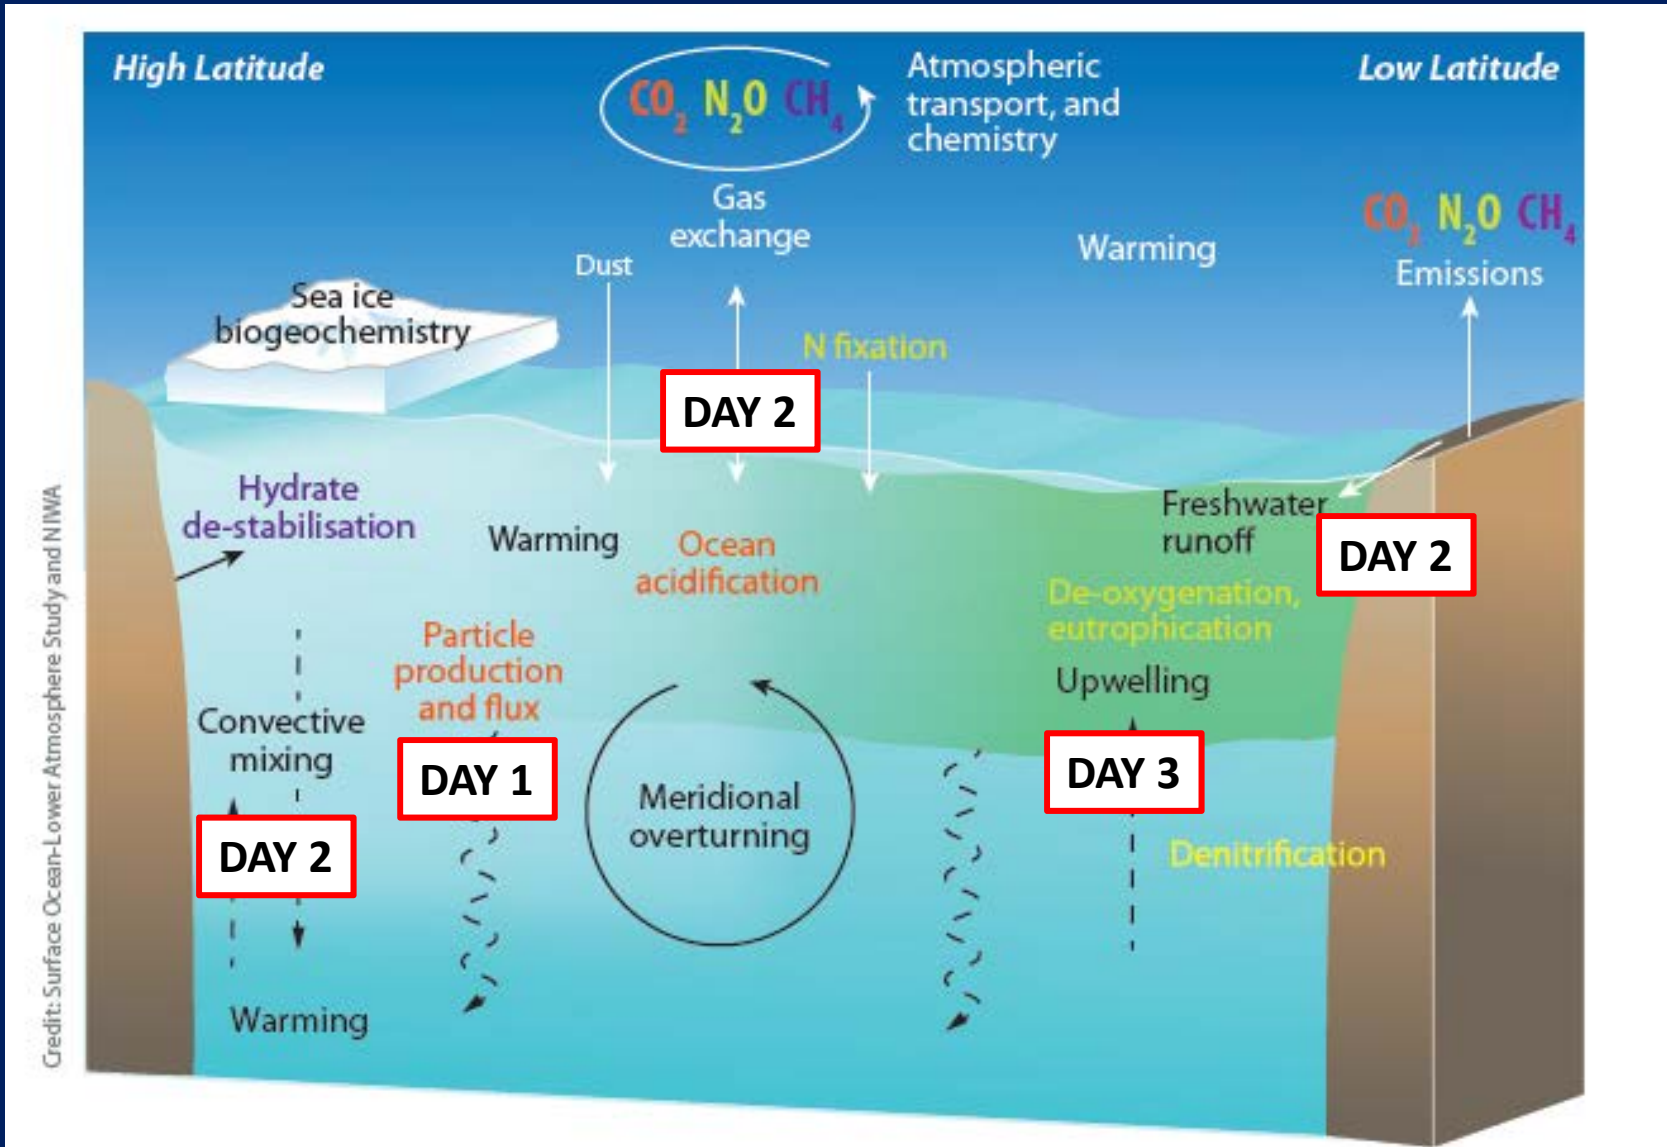 High Latitude
CO2 N2O CH4
Atmospheric
transport, and
chemistry
Low Latitude
Gas
exchange
Dust
Warming
CO2 N2O CH4
Emissions
Sea ice
biogeochemistry
N fixation
DAY 2
Hydrate
de-stabilisation
Warming
Ocean
acidification
Freshwater
runoff
DAY 2
De-oxygenation,
eutrophication
Particle
production
and flux
DAY 1
Upwelling
DAY 3
Convective
mixing
DAY 2
Meridional
overturning
Denitrification
Warming
Credit: Surface Ocean-Lower Atmosphere Study and NIWA